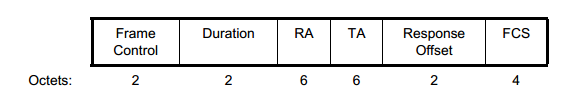 Frame Control Duration RA TA Response Offset FCS
Octets: 2 2 6 6 2 4